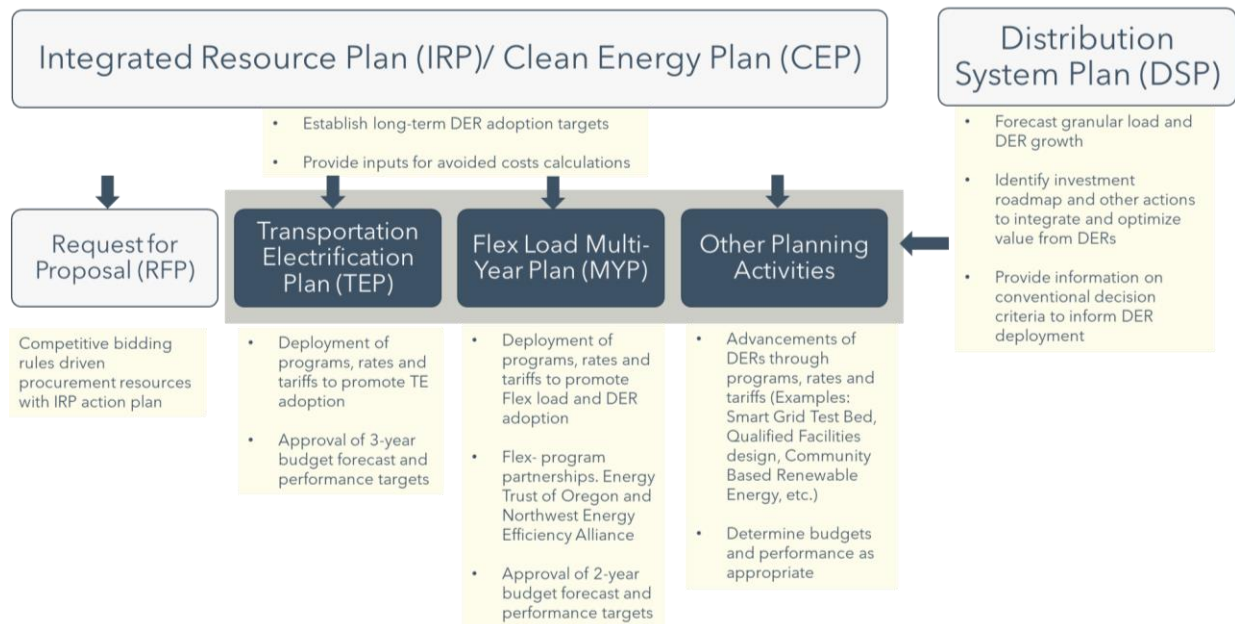 Integrated Resource Plan (IRP)/ Clean Energy Plan (CEP)
• Establish long-term DER adoption targets
• Provide inputs for avoided costs calculations
Distribution
System Plan (DSP)
• Forecast granular load and
DER growth
• Identify investment
roadmap and other actions
to integrate and optimize
value from DERs
• Provide information on
conventional decision
criteria to inform DER
deployment
Request for
Proposal (RFP)
Competitive bidding
rules driven
procurement resources
with IRP action plan
Transportation
Electrification
Plan (TEP)
• Deployment of
programs, rates and
tariffs to promote TE
adoption
• Approval of 3-year
budget forecast and
performance targets
Flex Load Multi-
Year Plan (MYP)
• Deployment of
programs, rates and
tariffs to promote
Flex load and DER
adoption
• Flex- program
partnerships. Energy
Trust of Oregon and
Northwest Energy
Efficiency Alliance
• Approval of 2-year
budget forecast and
performance targets
Other Planning
Activities
• Advancements of
DERs through
programs, rates and
tariffs (Examples:
Smart Grid Test Bed,
Qualified Facilities
design, Community
Based Renewable
Energy, etc.)
• Determine budgets
and performance as
appropriate